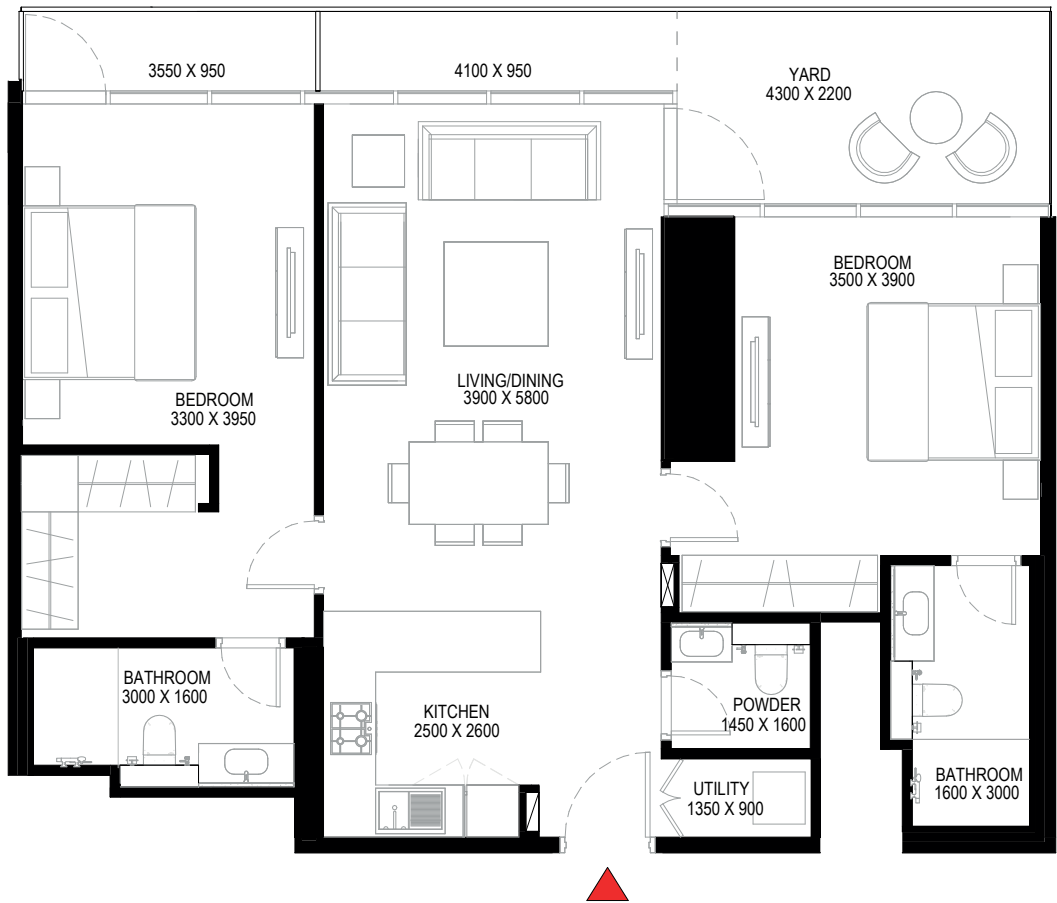 3550 X 950
4100 X 950
YARD
4300 X 2200
BEDROOM
3500 X 3900
LIVING/DINING
3900 X 5800
BEDROOM
3300 X 3950
BATHROOM
3000 X 1600
KITCHEN
2500 X 2600
POWDER
1450 X 1600
UTILITY
1350 X 900
BATHROOM
1600 X 3000